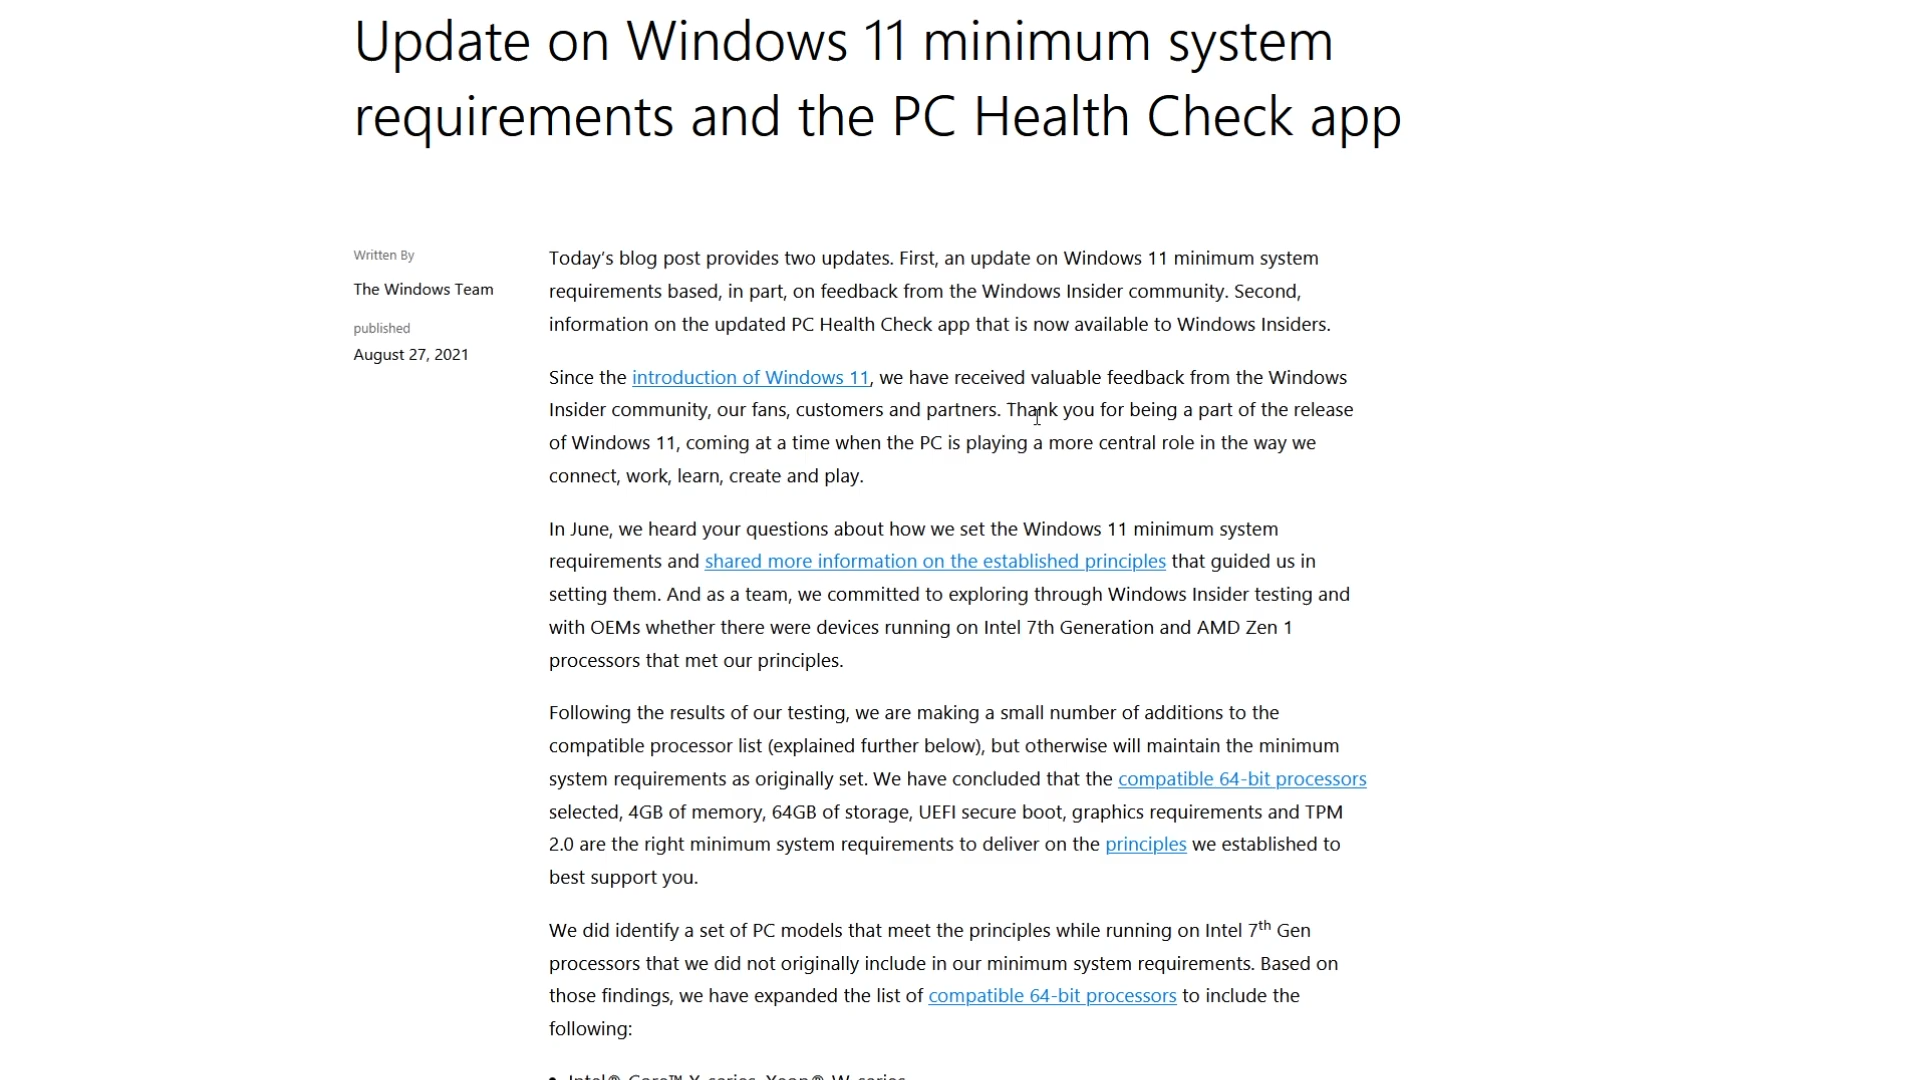 Update on Windows 11 minimum system
requirements and the PC Health Check app
Written By
The Windows Team
published
August 27, 2021
Today’s blog post provides two updates. First, an update on Windows 11 minimum system
requirements based, in part, on feedback from the Windows Insider community. Second,
information on the updated PC Health Check app that is now available to Windows Insiders.
Since the introduction of Windows 11, we have received valuable feedback from the Windows
Insider community, our fans, customers and partners. Thank you for being a part of the release
of Windows 11, coming at a time when the PC is playing a more central role in the way we
connect, work, learn, create and play.
In June, we heard your questions about how we set the Windows 11 minimum system
requirements and shared more information on the established principles that guided us in
setting them. And as a team, we committed to exploring through Windows Insider testing and
with OEMs whether there were devices running on Intel 7th Generation and AMD Zen 1
processors that met our principles.
Following the results of our testing, we are making a small number of additions to the
compatible processor list (explained further below), but otherwise will maintain the minimum
system requirements as originally set. We have concluded that the compatible 64-bit processors
selected, 4GB of memory, 64GB of storage, UEFI secure boot, graphics requirements and TPM
2.0 are the right minimum system requirements to deliver on the principles we established to
best support you.
We did identify a set of PC models that meet the principles while running on Intel 7th Gen
processors that we did not originally include in our minimum system requirements. Based on
those findings, we have expanded the list of compatible 64-bit processors to include the
following:
• Intel® Core™ X-series, Xeon® W-series